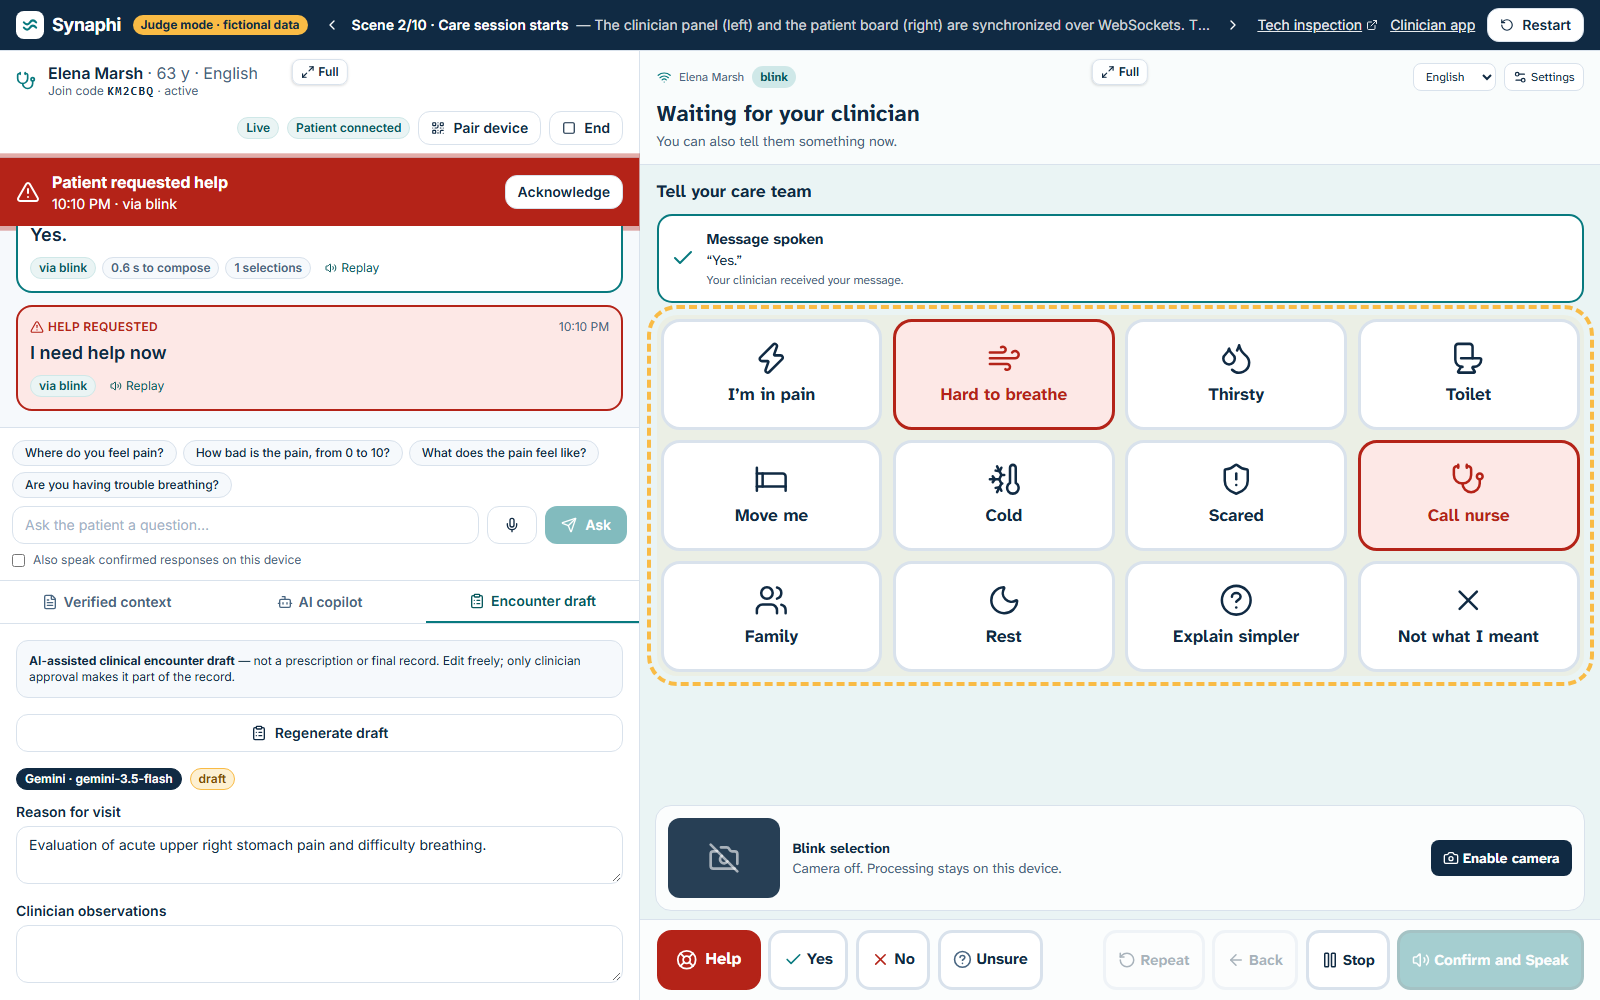 Synaphi
Judge mode · fictional data
Scene 2/10 · Care session starts — The clinician panel (left) and the patient board (right) are synchronized over WebSockets. T...
Tech inspection
Clinician app
Restart
Elena Marsh · 63 y · English
Join code KM2CBQ · active
Full
Live
Patient connected
Pair device
End
Patient requested help
10:10 PM · via blink
Acknowledge
Yes.
via blink
0.6 s to compose
1 selections
Replay
HELP REQUESTED
10:10 PM
I need help now
via blink
Replay
Where do you feel pain?
How bad is the pain, from 0 to 10?
What does the pain feel like?
Are you having trouble breathing?
Ask the patient a question...
Ask
Also speak confirmed responses on this device
Verified context
AI copilot
Encounter draft
AI-assisted clinical encounter draft — not a prescription or final record. Edit freely; only clinician
approval makes it part of the record.
Regenerate draft
Gemini · gemini-3.5-flash
draft
Reason for visit
Evaluation of acute upper right stomach pain and difficulty breathing.
Clinician observations
Elena Marsh
blink
Full
English
Settings
Waiting for your clinician
You can also tell them something now.
Tell your care team
Message spoken
“Yes.”
Your clinician received your message.
I’m in pain
Hard to breathe
Thirsty
Toilet
Move me
Cold
Scared
Call nurse
Family
Rest
Explain simpler
Not what I meant
Blink selection
Camera off. Processing stays on this device.
Enable camera
Help
Yes
No
Unsure
Repeat
Back
Stop
Confirm and Speak